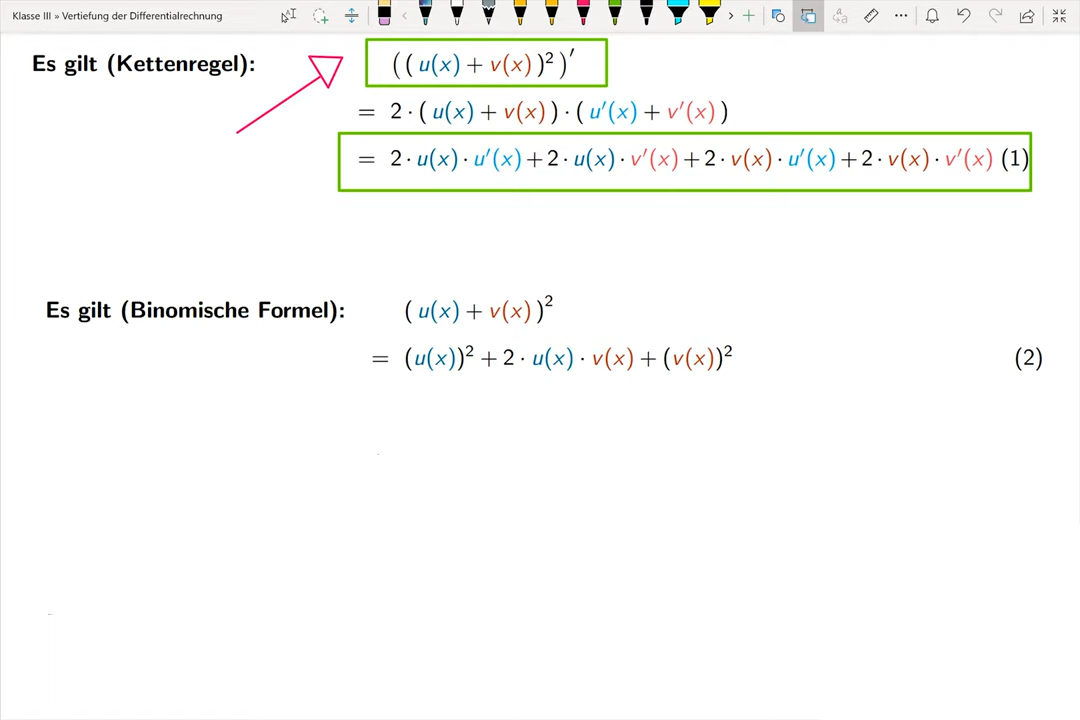 Klasse III » Vertiefung der Differentialrechnung
Es gilt (Kettenregel): ((u(x) + v(x))²)′
= 2 · (u(x) + v(x)) · (u′(x) + v′(x))
= 2 · u(x) · u′(x) + 2 · u(x) · v′(x) + 2 · v(x) · u′(x) + 2 · v(x) · v′(x) (1)
Es gilt (Binomische Formel): (u(x) + v(x))²
= (u(x))² + 2 · u(x) · v(x) + (v(x))² (2)